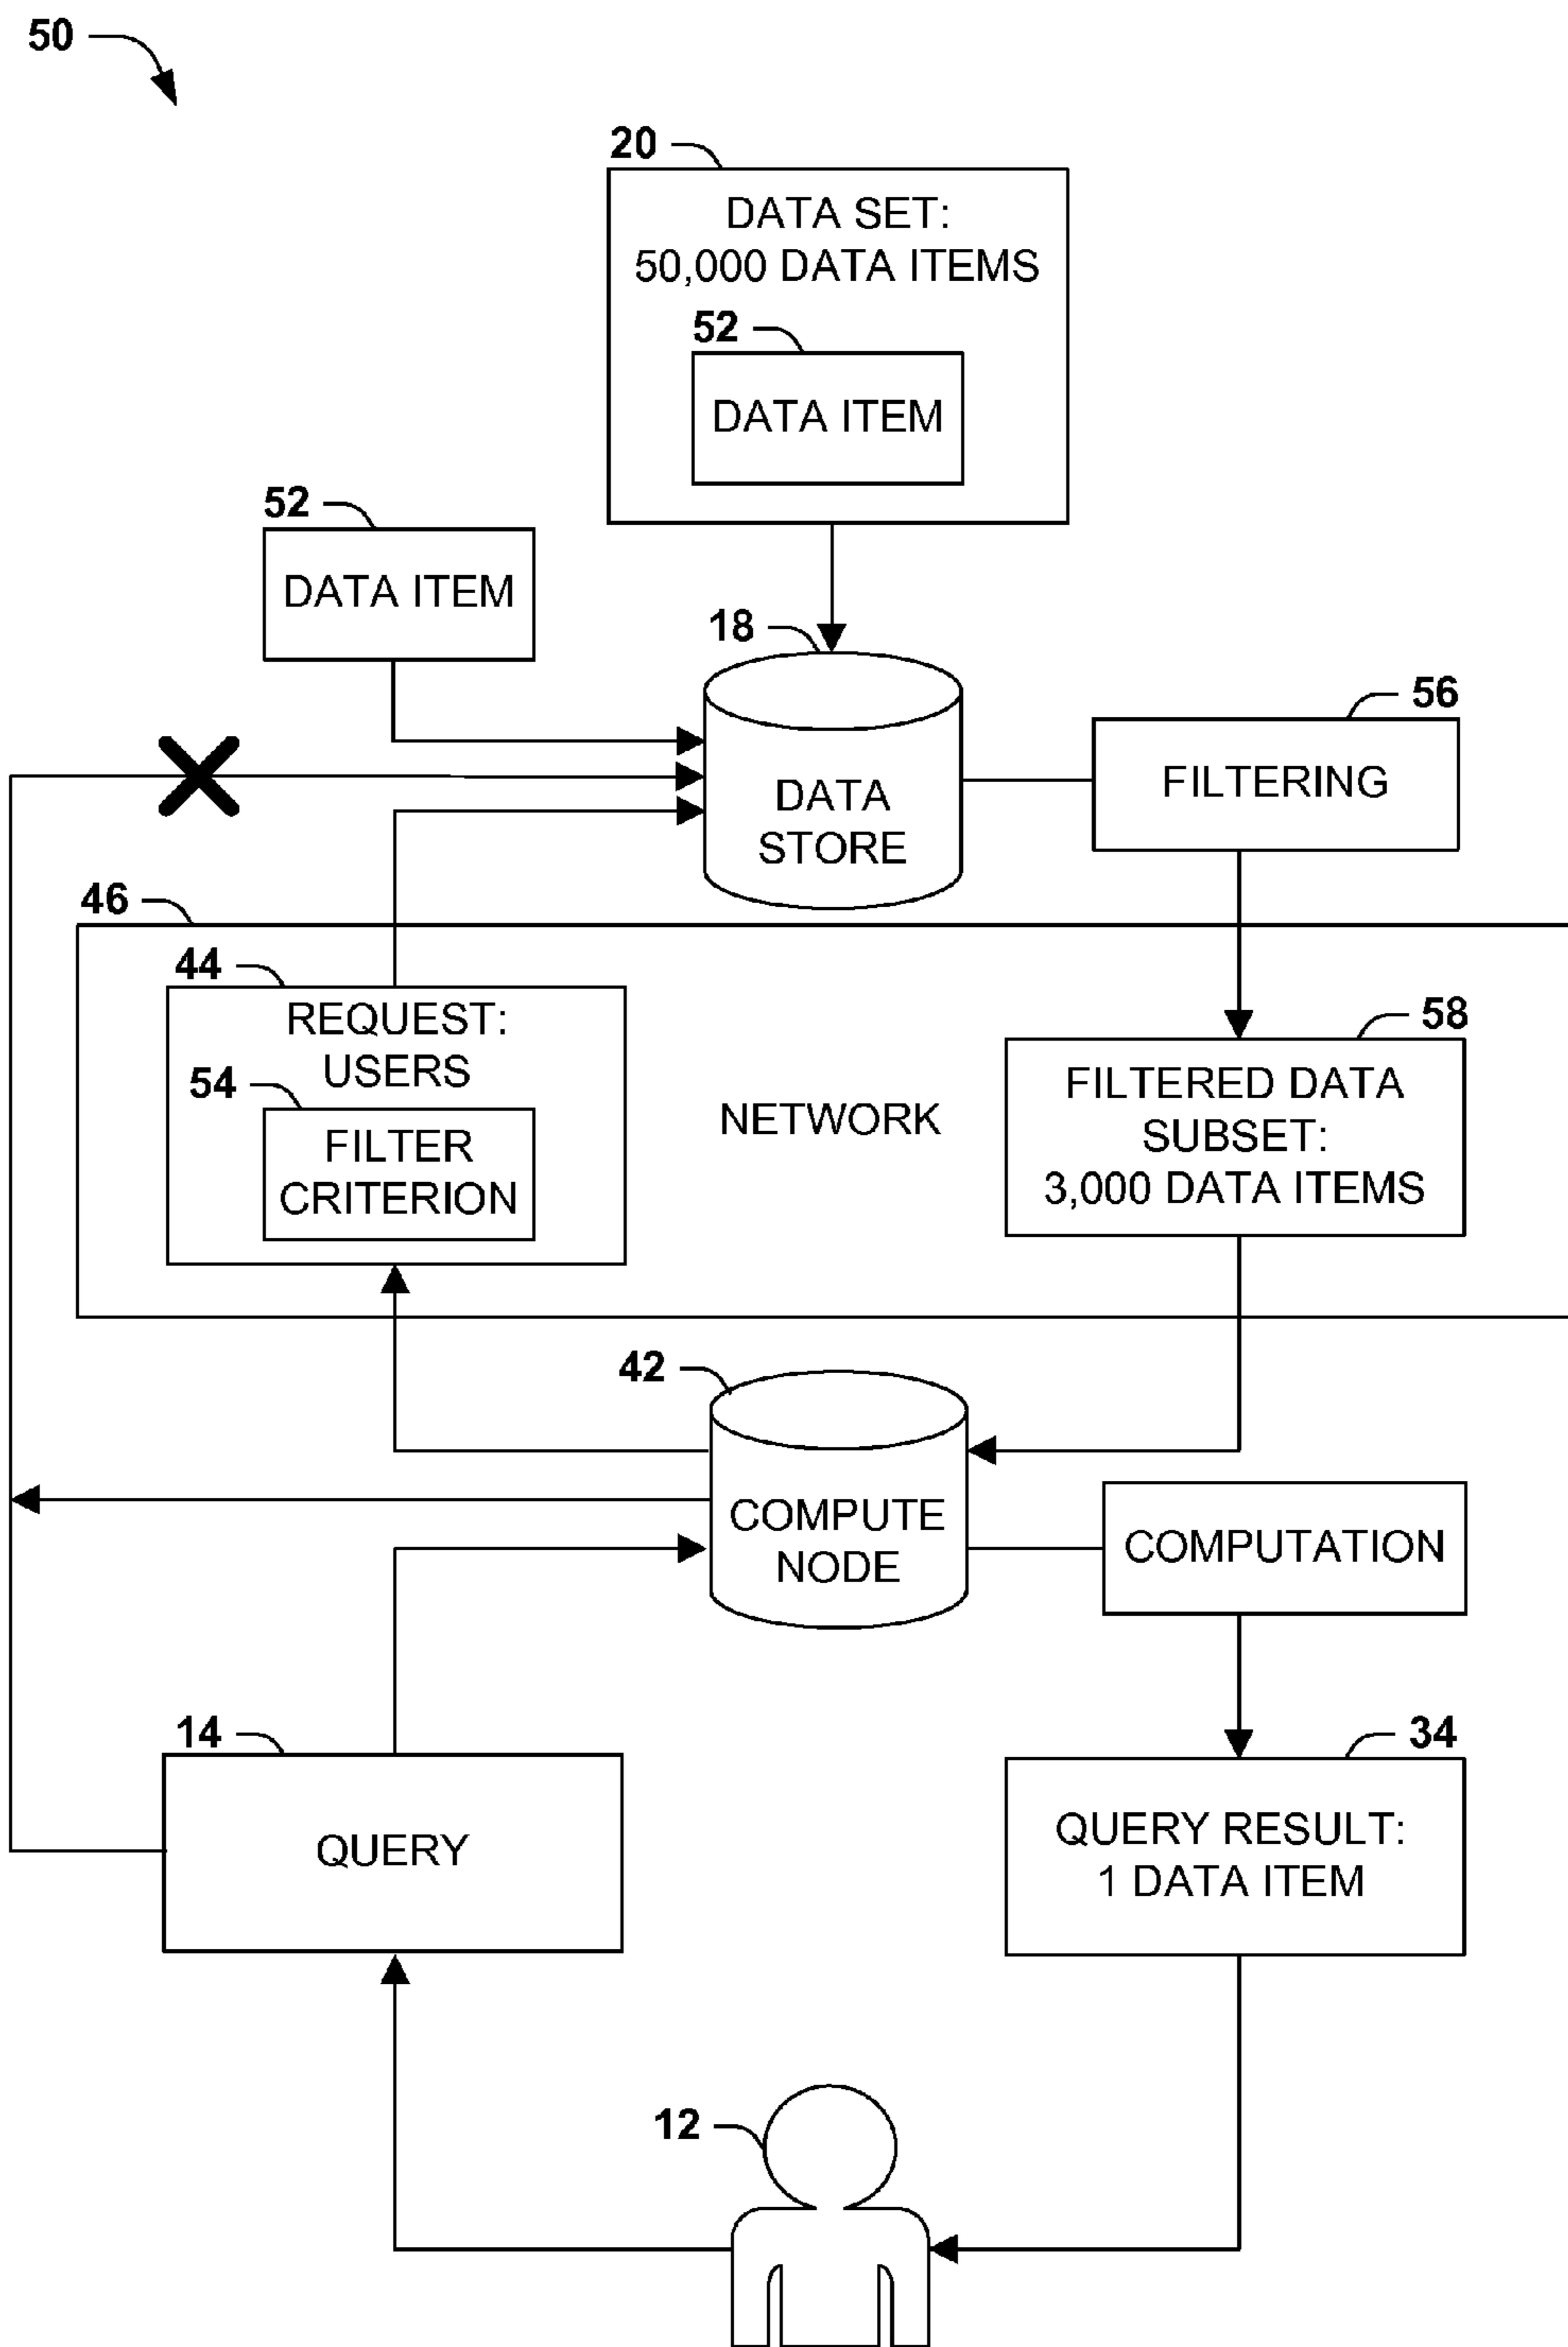 50
20
DATA SET:
50,000 DATA ITEMS
52
DATA ITEM
52
DATA ITEM
18
DATA
STORE
56
FILTERING
46
44
REQUEST:
USERS
54
FILTER
CRITERION
NETWORK
58
FILTERED DATA
SUBSET:
3,000 DATA ITEMS
42
COMPUTE
NODE
COMPUTATION
14
QUERY
34
QUERY RESULT:
1 DATA ITEM
12